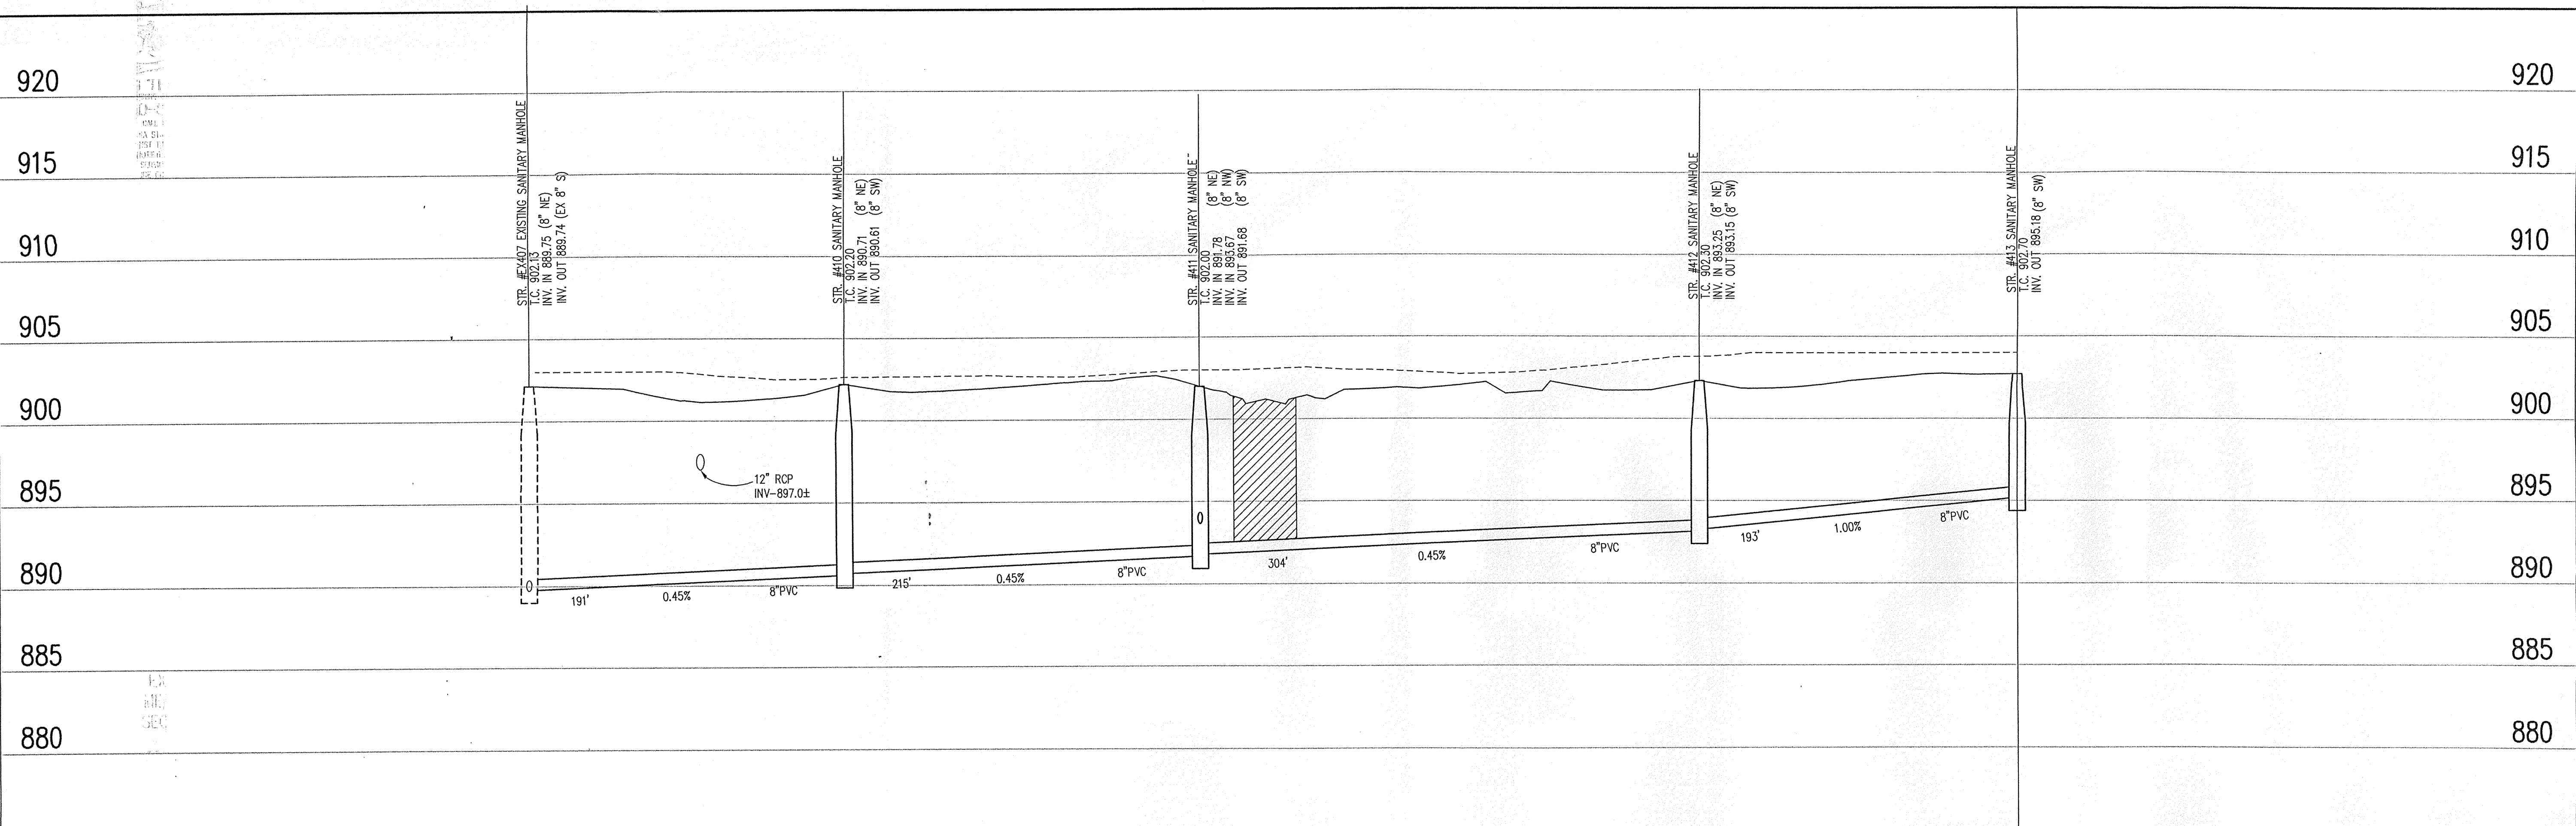 920
915
910
905
900
895
890
885
880
STR. #EX407 EXISTING SANITARY MANHOLE
T.C. 902.13
INV. IN 889.75 (8" NE)
INV. OUT 889.74 (EX 8" S)
STR. #410 SANITARY MANHOLE
T.C. 902.20
INV. IN 890.71 (8" NE)
INV. OUT 890.61 (8" SW)
STR. #411 SANITARY MANHOLE
T.C. 902.00
INV. IN 891.78 (8" NE)
INV. IN 893.67 (8" NW)
INV. OUT 891.68 (8" SW)
STR. #412 SANITARY MANHOLE
T.C. 902.30
INV. IN 893.25 (8" NE)
INV. OUT 893.15 (8" SW)
STR. #413 SANITARY MANHOLE
T.C. 902.70
INV. OUT 895.18 (8" SW)
12" RCP
INV-897.0±
191' 0.45% 8"PVC
215' 0.45% 8"PVC
304' 0.45% 8"PVC
193' 1.00% 8"PVC
920
915
910
905
900
895
890
885
880